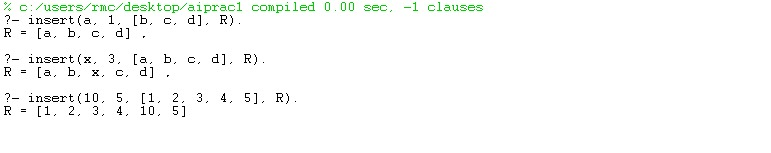 % c:/users/rmc/desktop/aiprac1 compiled 0.00 sec, -1 clauses
?- insert(a, 1, [b, c, d], R).
R = [a, b, c, d] .
?- insert(x, 3, [a, b, c, d], R).
R = [a, b, x, c, d] .
?- insert(10, 5, [1, 2, 3, 4, 5], R).
R = [1, 2, 3, 4, 10, 5]